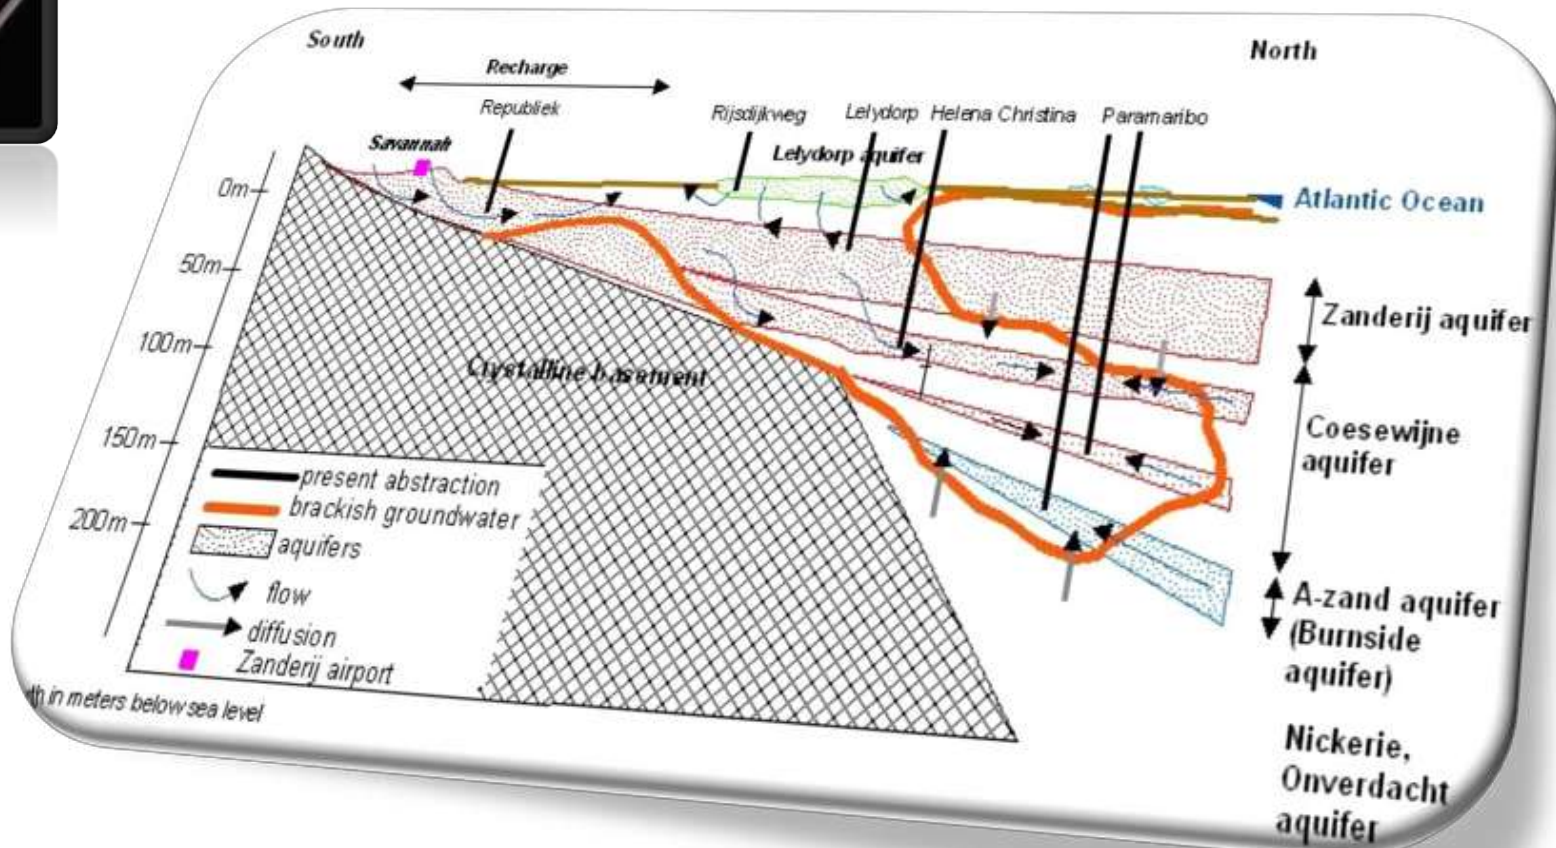 South
North
Recharge
Republiek
Rijsdijkweg
Lelydorp
Helena Christina
Paramaribo
Savannah
Lelydorp aquifer
0m
Atlantic Ocean
50m
Zanderij aquifer
100m
Crystalline basement
Coesewijne
aquifer
150m
present abstraction
brackish groundwater
200m
aquifers
flow
diffusion
Zanderij airport
A-zand aquifer
(Burnside
aquifer)
in meters below sea level
Nickerie,
Onverdacht
aquifer